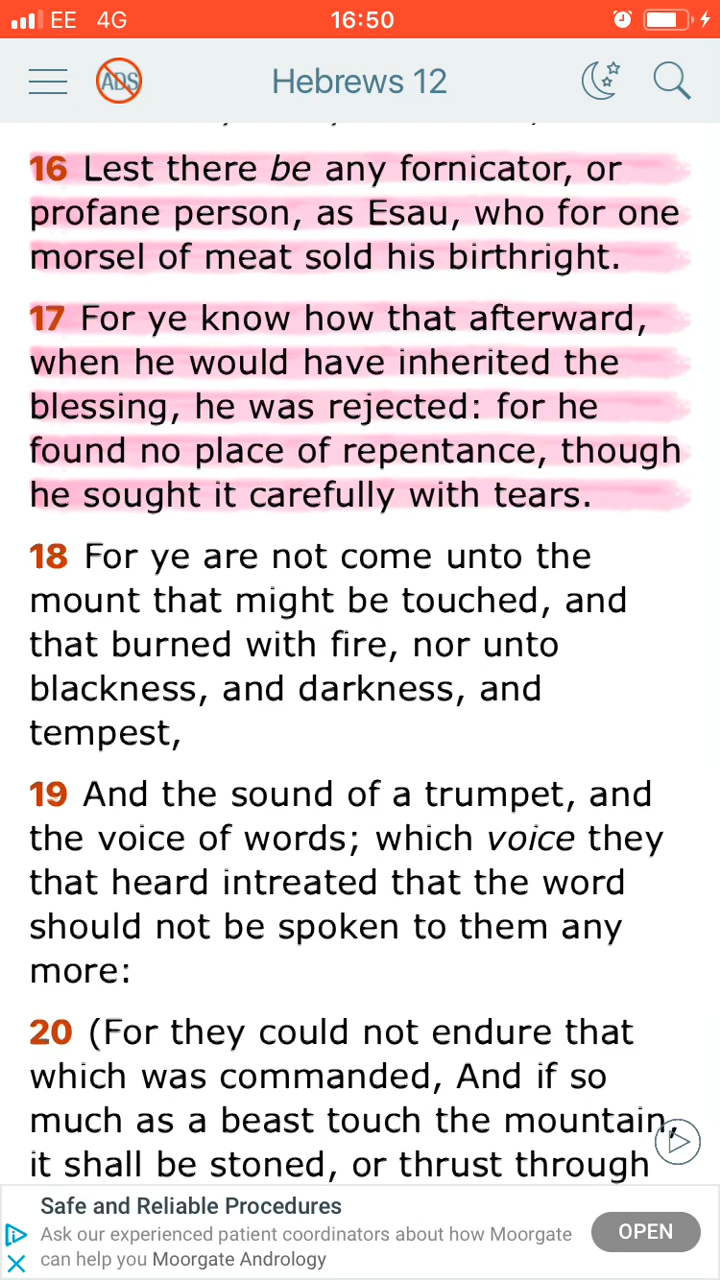 EE 4G 16:50
ADS Hebrews 12
16 Lest there be any fornicator, or
profane person, as Esau, who for one
morsel of meat sold his birthright.
17 For ye know how that afterward,
when he would have inherited the
blessing, he was rejected: for he
found no place of repentance, though
he sought it carefully with tears.
18 For ye are not come unto the
mount that might be touched, and
that burned with fire, nor unto
blackness, and darkness, and
tempest,
19 And the sound of a trumpet, and
the voice of words; which voice they
that heard intreated that the word
should not be spoken to them any
more:
20 (For they could not endure that
which was commanded, And if so
much as a beast touch the mountain,
it shall be stoned, or thrust through
Safe and Reliable Procedures
Ask our experienced patient coordinators about how Moorgate
can help you Moorgate Andrology
OPEN